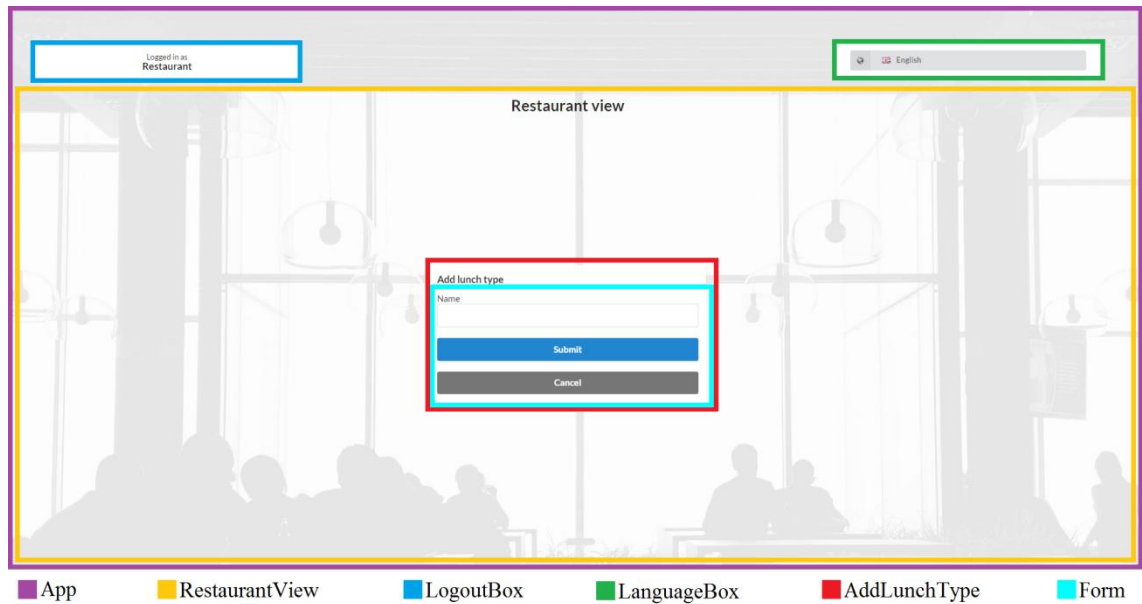 Logged in as
Restaurant
English
Restaurant view
Add lunch type
Name
Submit
Cancel
App RestaurantView LogoutBox LanguageBox AddLunchType Form